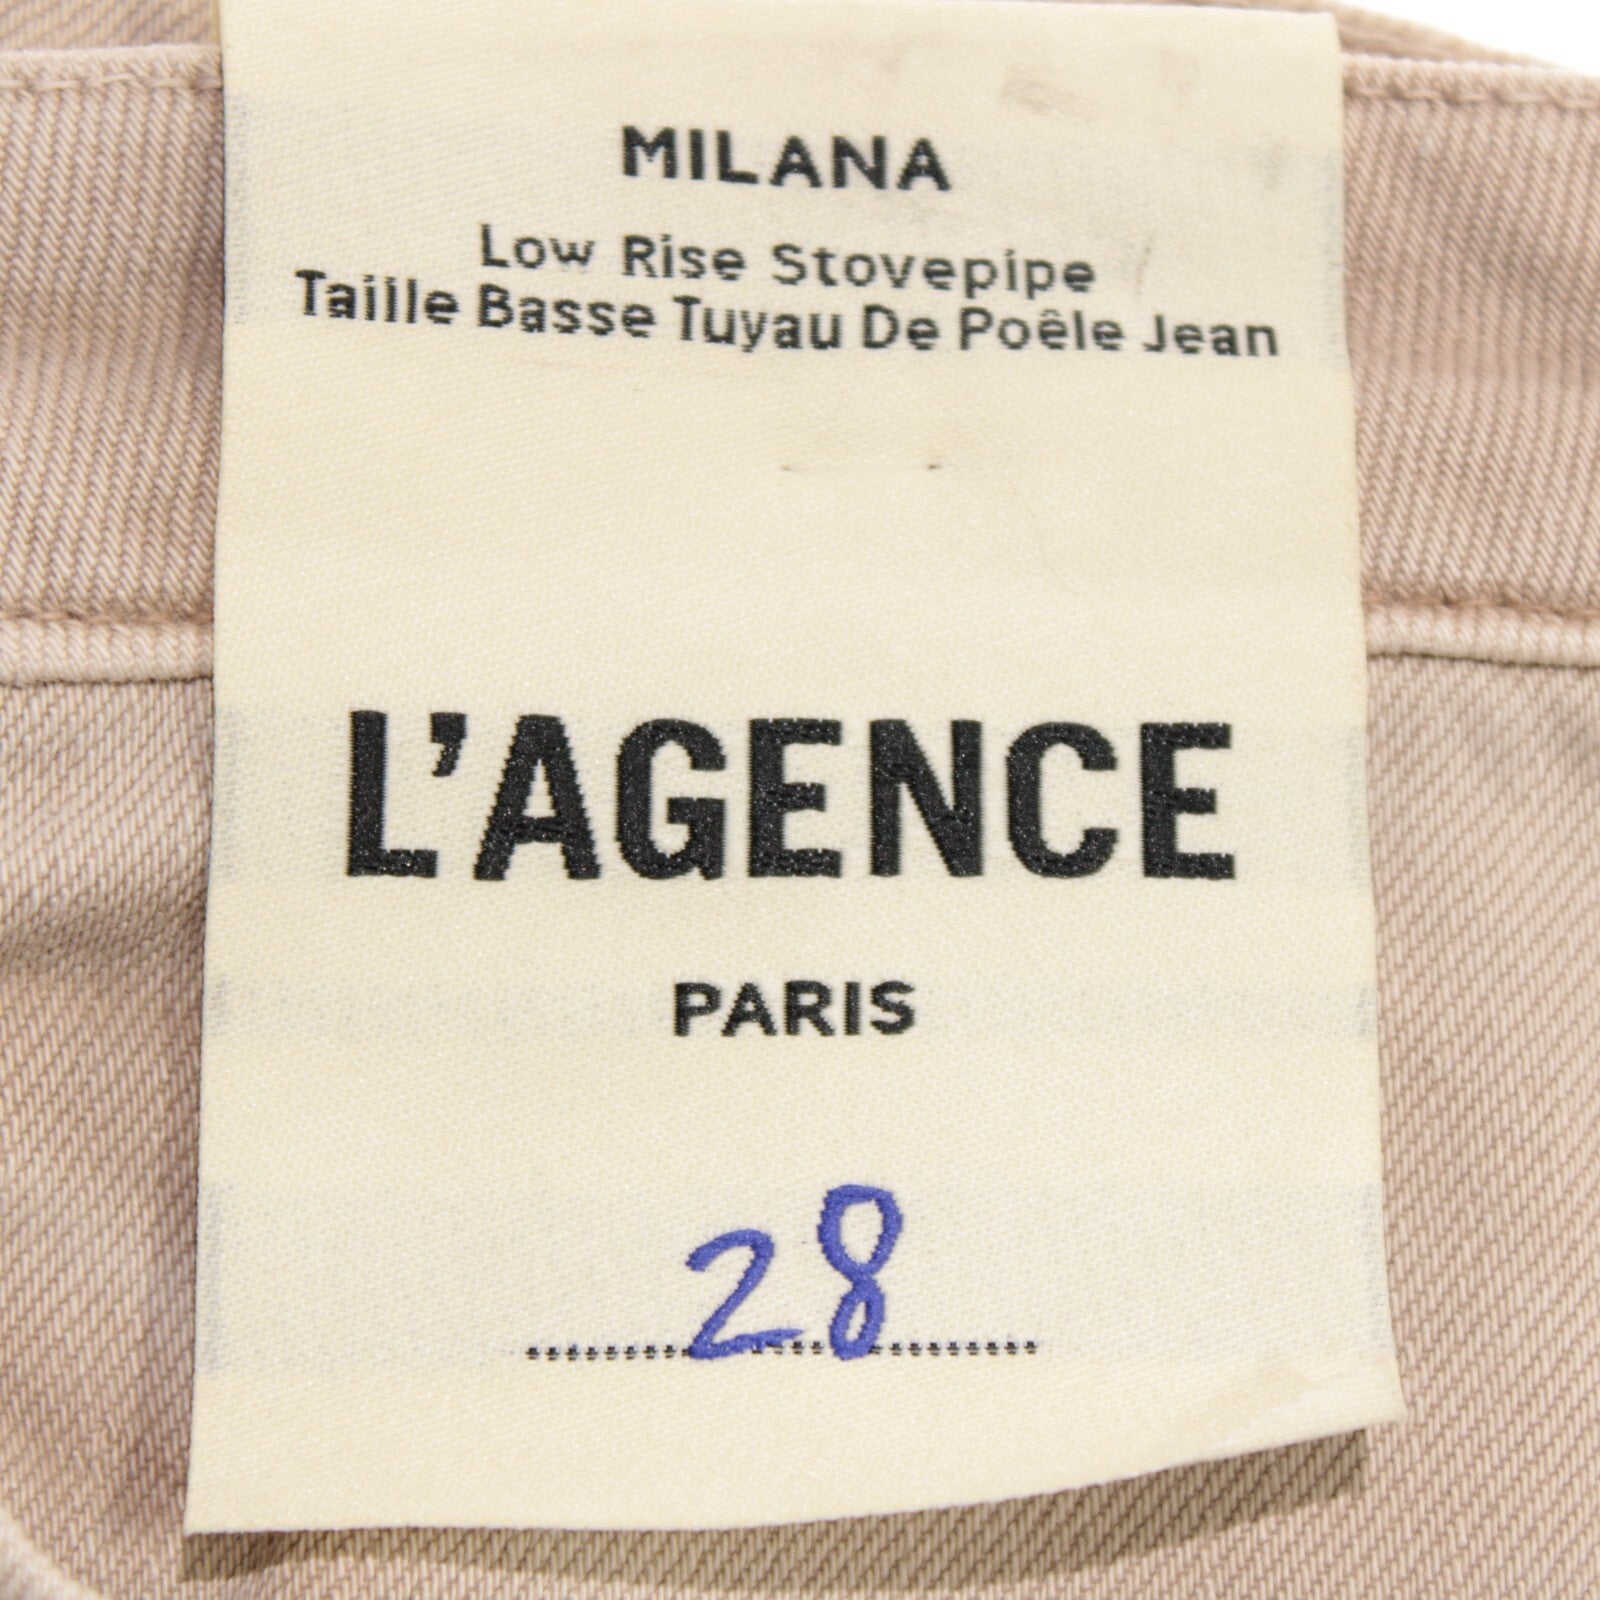 MILANA
Low Rise Stovepipe
Taille Basse Tuyau De Poêle Jean
L'AGENCE
PARIS
28